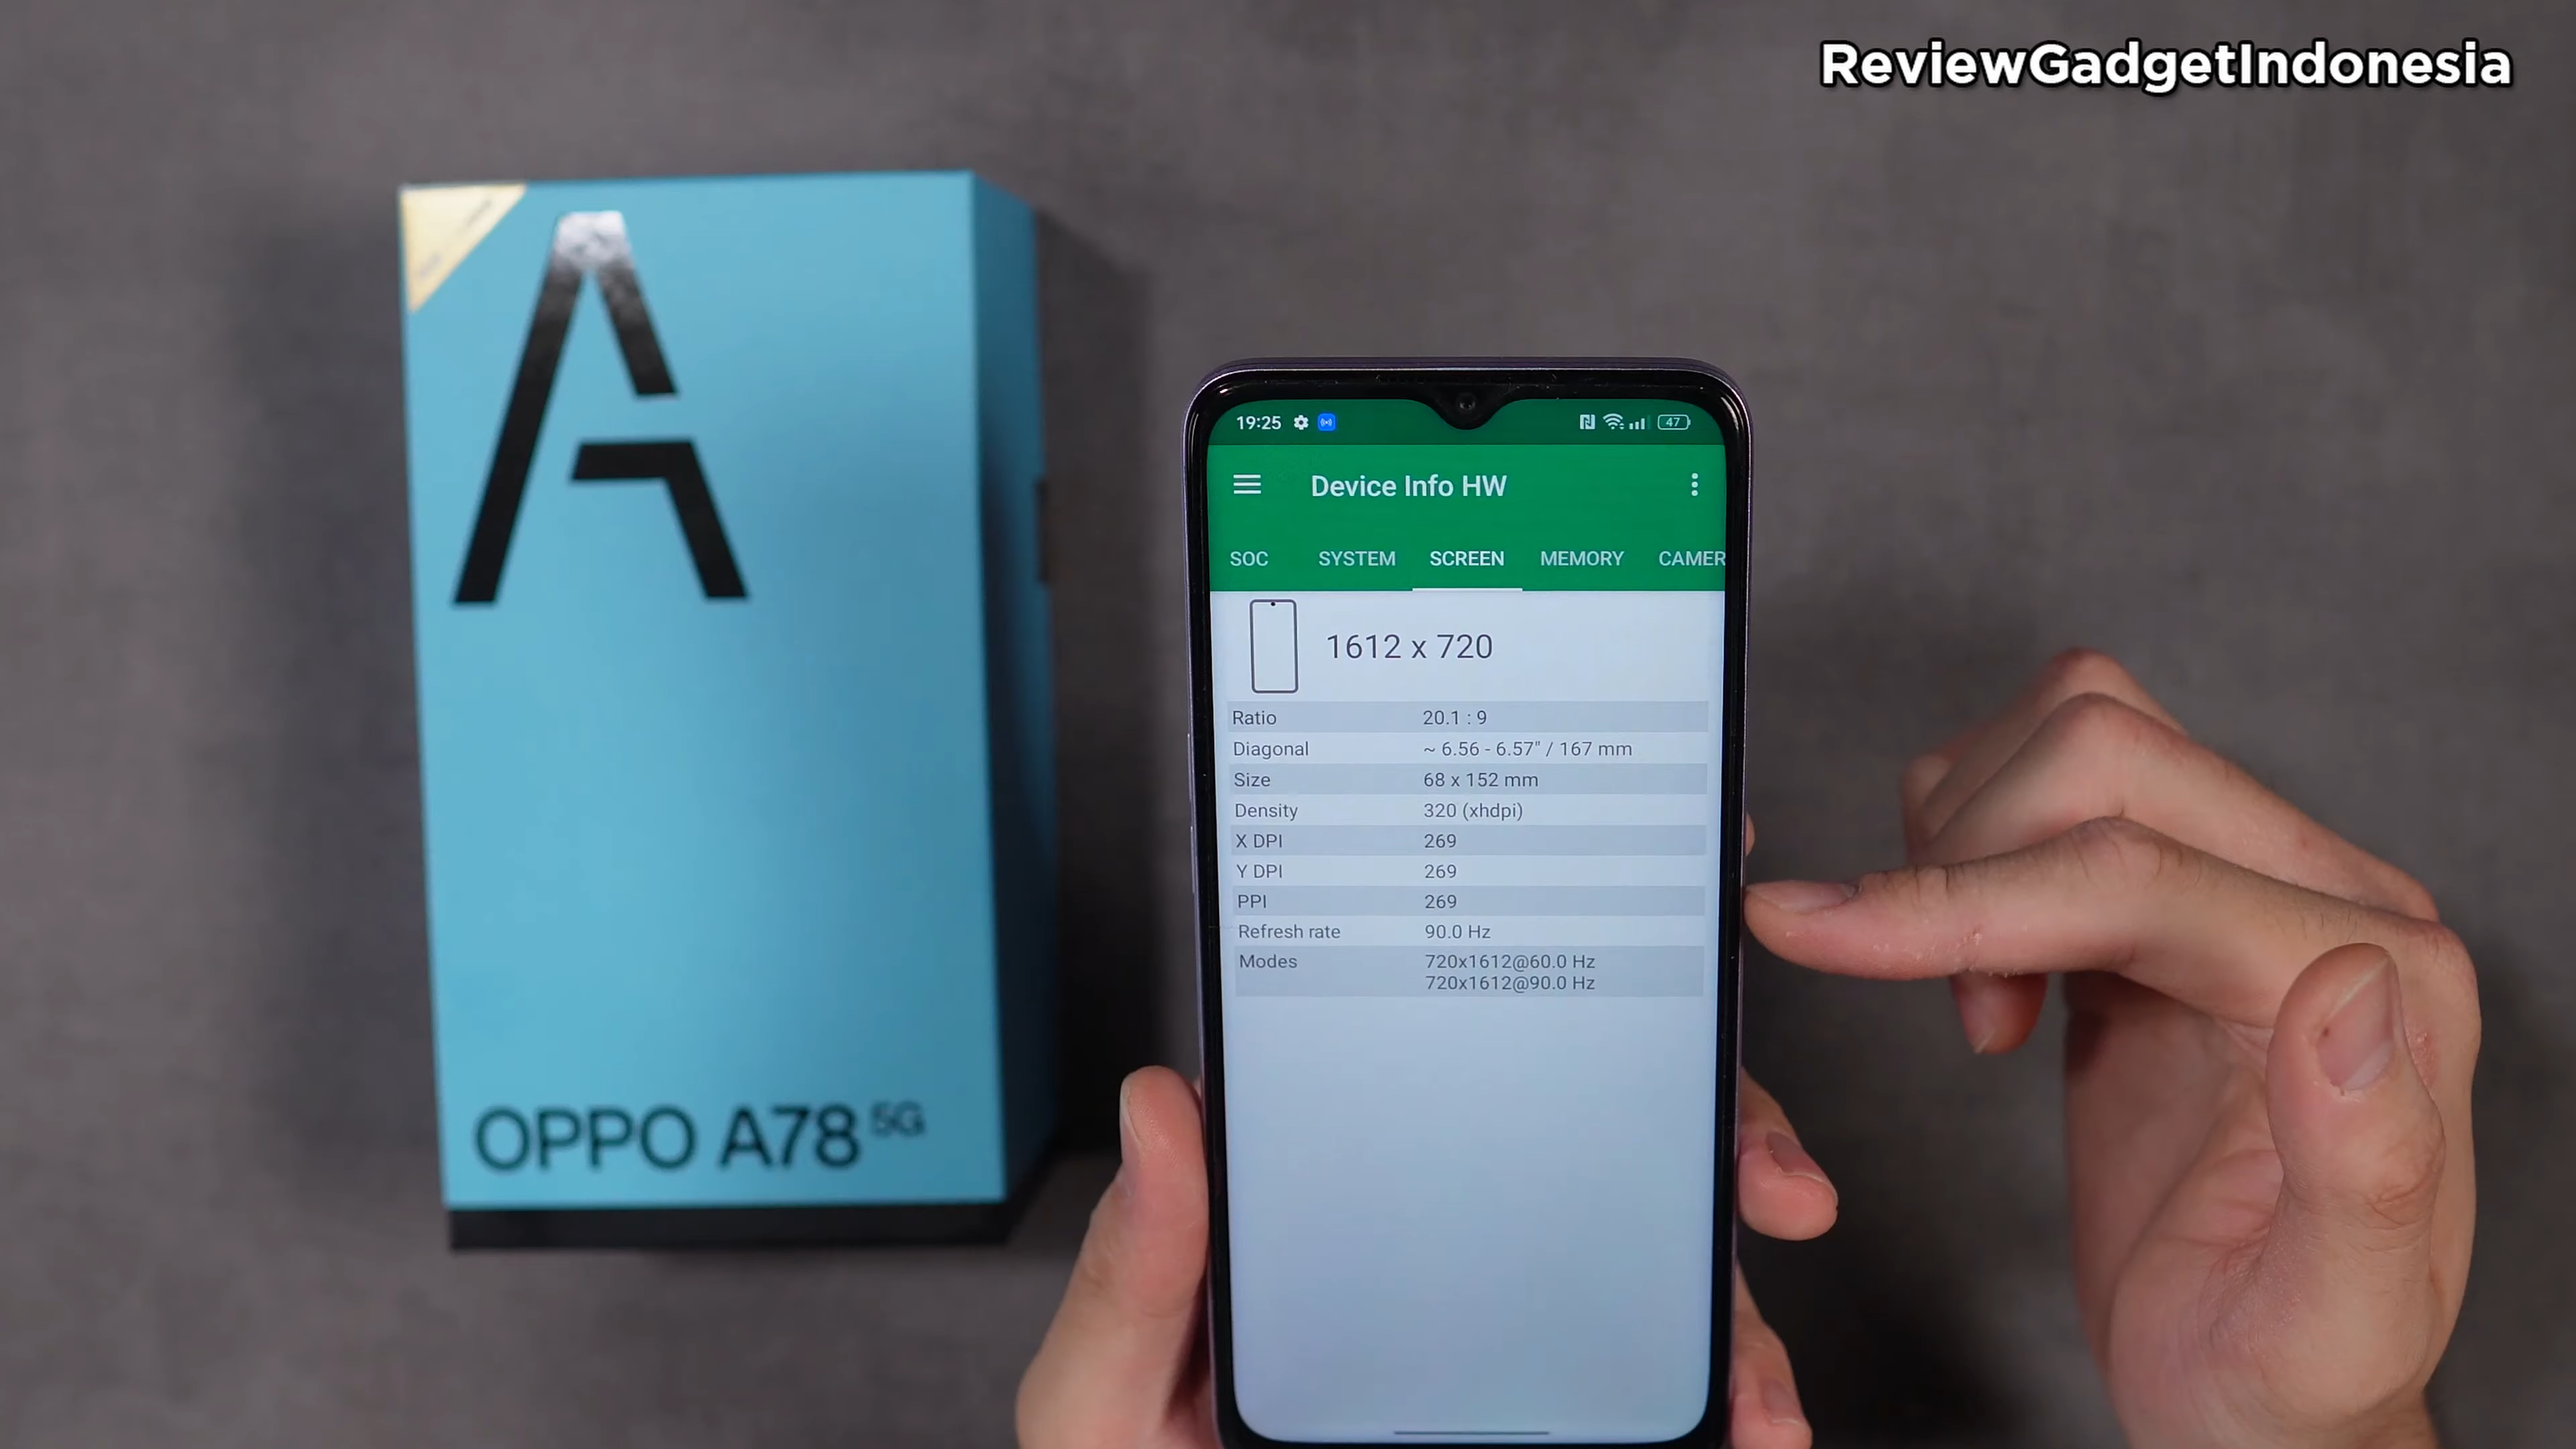 ReviewGadgetIndonesia
A
OPPO A78 5G
19:25
47
Device Info HW
SOC SYSTEM SCREEN MEMORY CAMER
1612 x 720
Ratio 20.1 : 9
Diagonal ~ 6.56 - 6.57" / 167 mm
Size 68 x 152 mm
Density 320 (xhdpi)
X DPI 269
Y DPI 269
PPI 269
Refresh rate 90.0 Hz
Modes 720x1612@60.0 Hz
720x1612@90.0 Hz